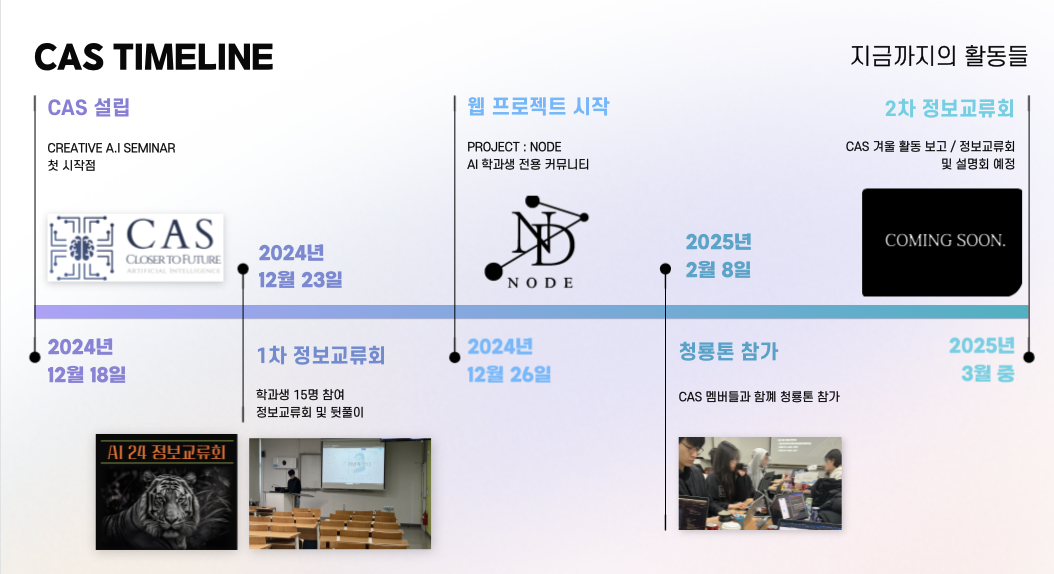 CAS TIMELINE
지금까지의 활동들
CAS 설립
CREATIVE A.I SEMINAR
첫 시작점
CAS
CLOSER TO FUTURE
ARTIFICIAL INTELLIGENCE
2024년
12월 18일
2024년
12월 23일
1차 정보교류회
학과생 15명 참여
정보교류회 및 뒷풀이
AI 24 정보교류회
웹 프로젝트 시작
PROJECT : NODE
AI 학과생 전용 커뮤니티
ND
NODE
2024년
12월 26일
2025년
2월 8일
청룡톤 참가
CAS 멤버들과 함께 청룡톤 참가
2차 정보교류회
CAS 겨울 활동 보고 / 정보교류회
및 설명회 예정
COMING SOON.
2025년
3월 중